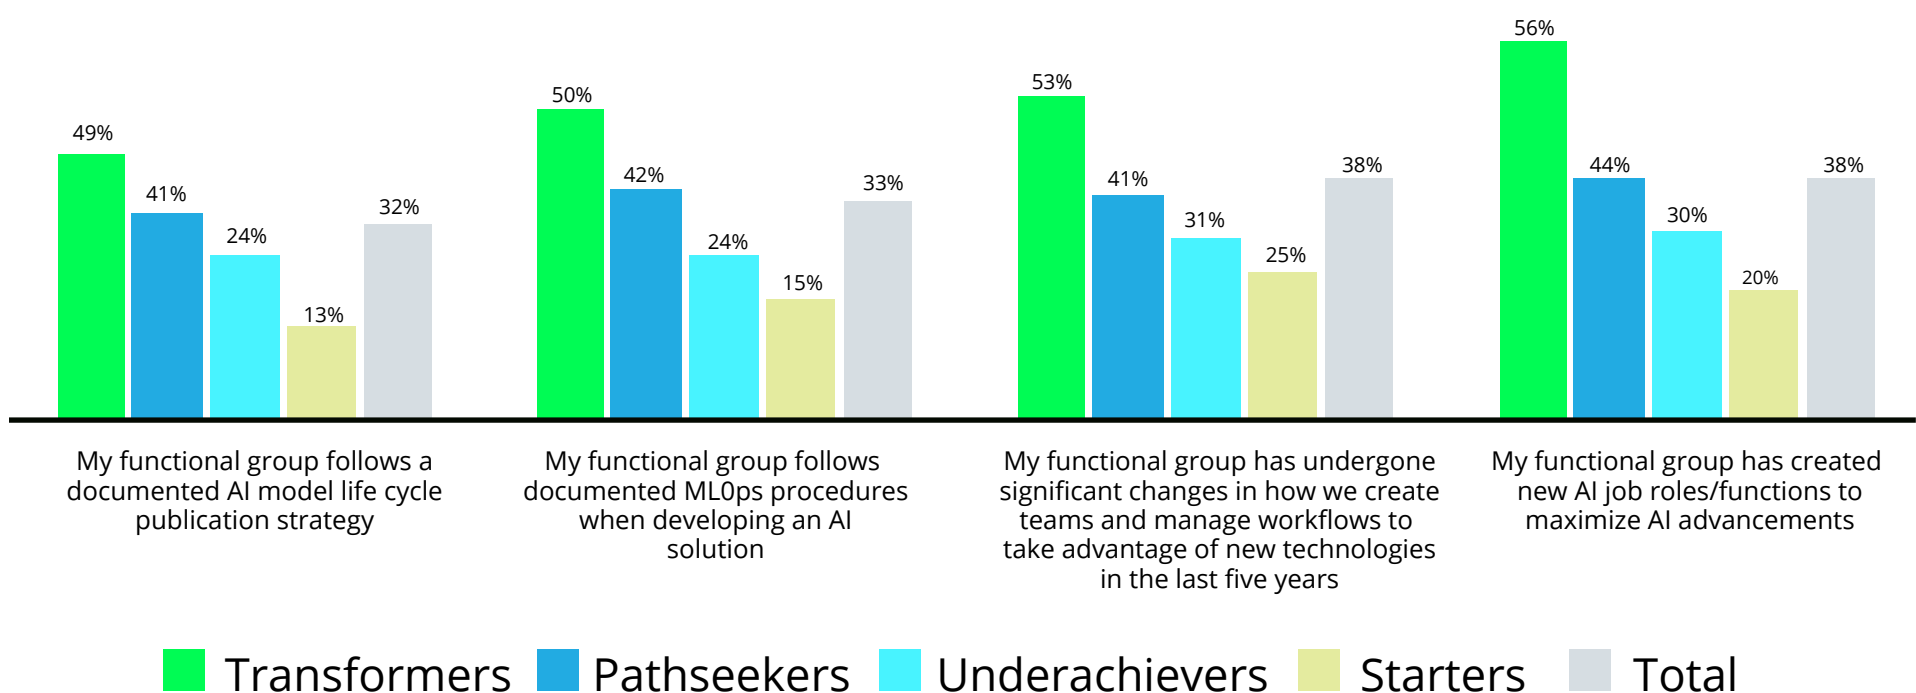 49%
41%
24%
13%
32%
50%
42%
24%
15%
33%
53%
41%
31%
25%
38%
56%
44%
30%
20%
38%
My functional group follows a
documented AI model life cycle
publication strategy
My functional group follows
documented ML0ps procedures
when developing an AI
solution
My functional group has undergone
significant changes in how we create
teams and manage workflows to
take advantage of new technologies
in the last five years
My functional group has created
new AI job roles/functions to
maximize AI advancements
Transformers
Pathseekers
Underachievers
Starters
Total